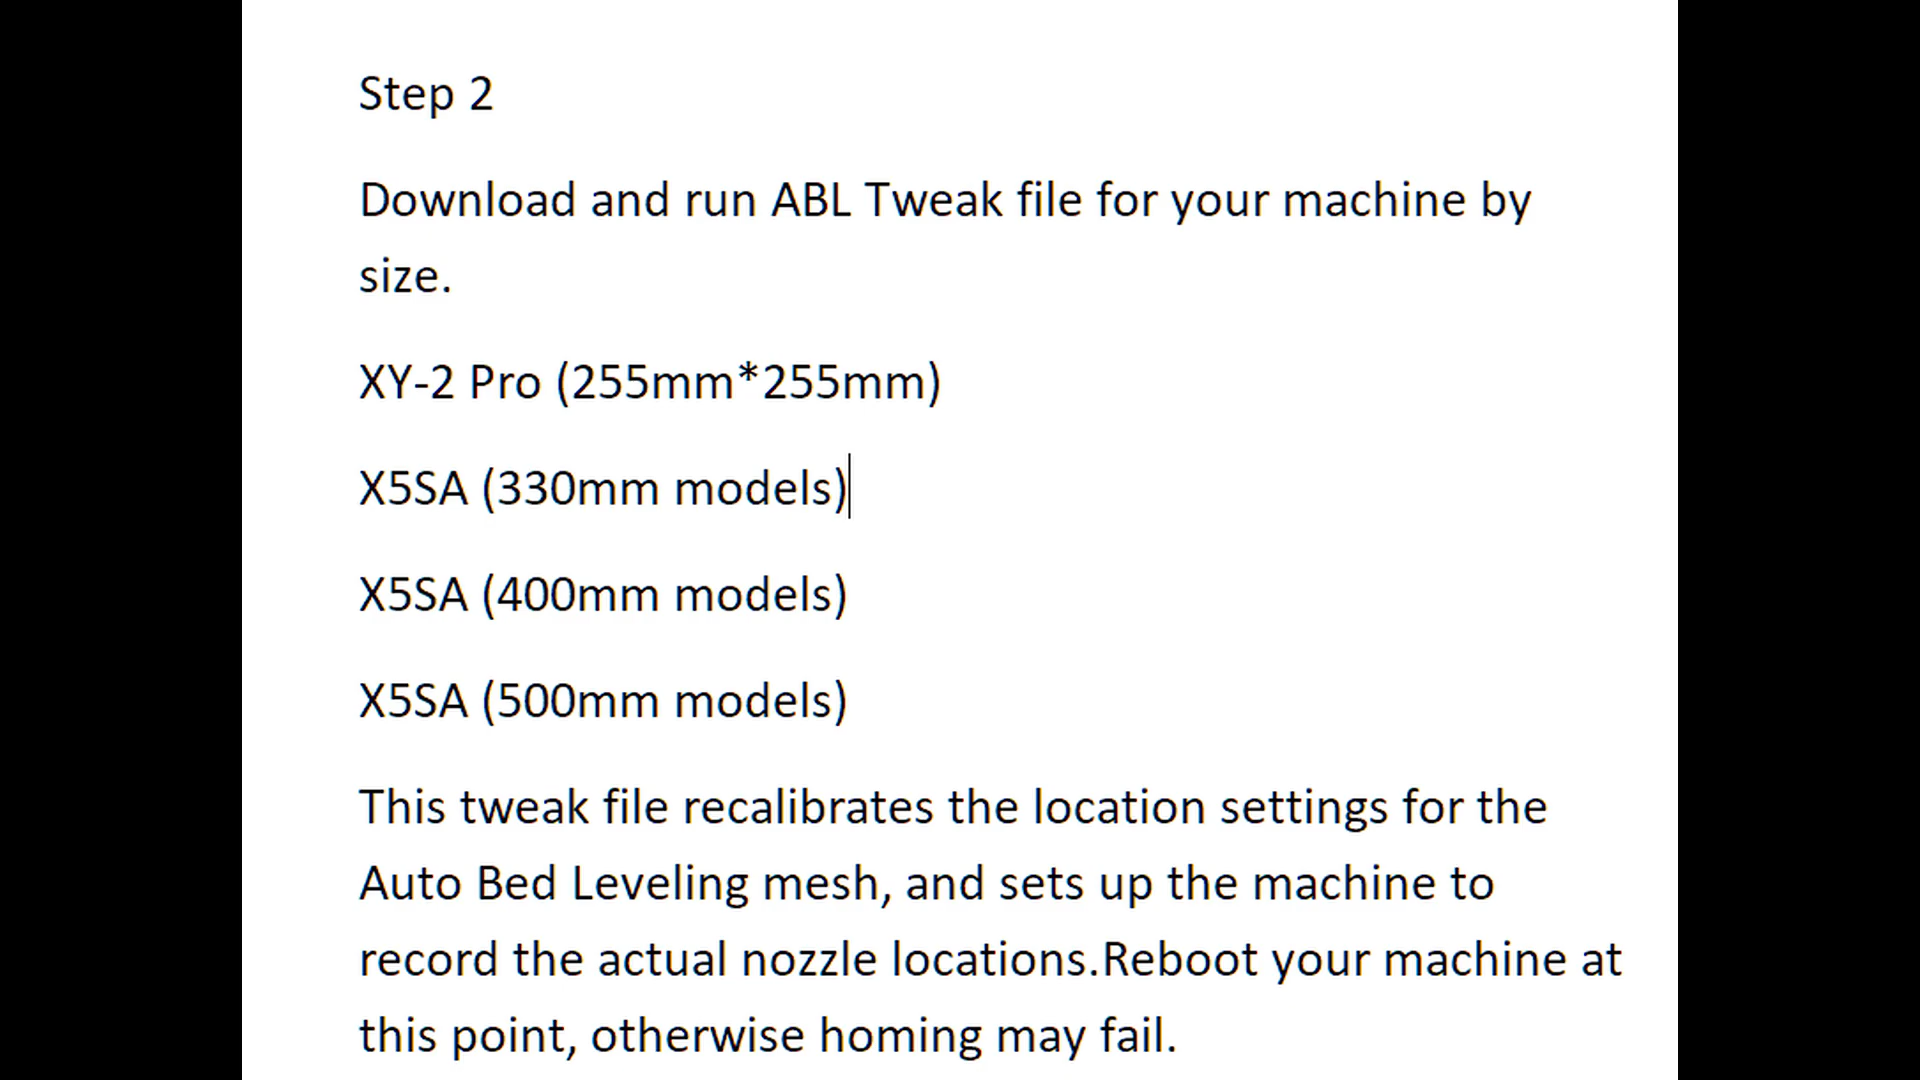 Step 2
Download and run ABL Tweak file for your machine by
size.
XY-2 Pro (255mm*255mm)
X5SA (330mm models)
X5SA (400mm models)
X5SA (500mm models)
This tweak file recalibrates the location settings for the
Auto Bed Leveling mesh, and sets up the machine to
record the actual nozzle locations.Reboot your machine at
this point, otherwise homing may fail.